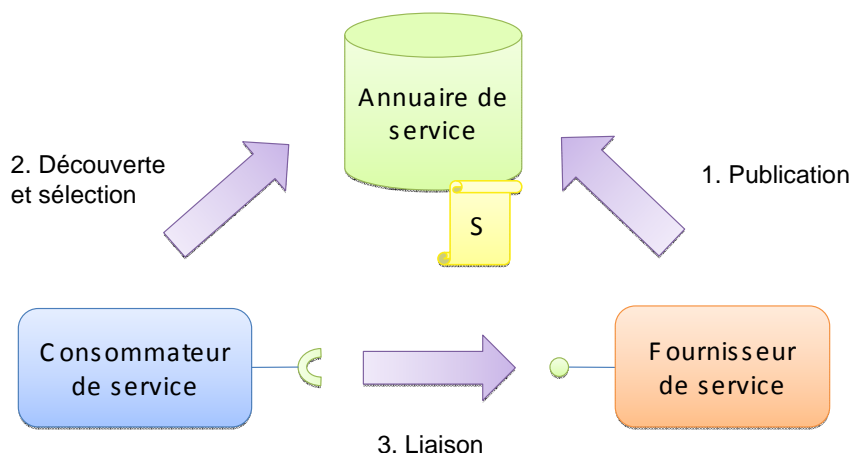 Annuaire de
service
2. Découverte
et sélection
1. Publication
S
Consommateur
de service
Fournisseur
de service
3. Liaison